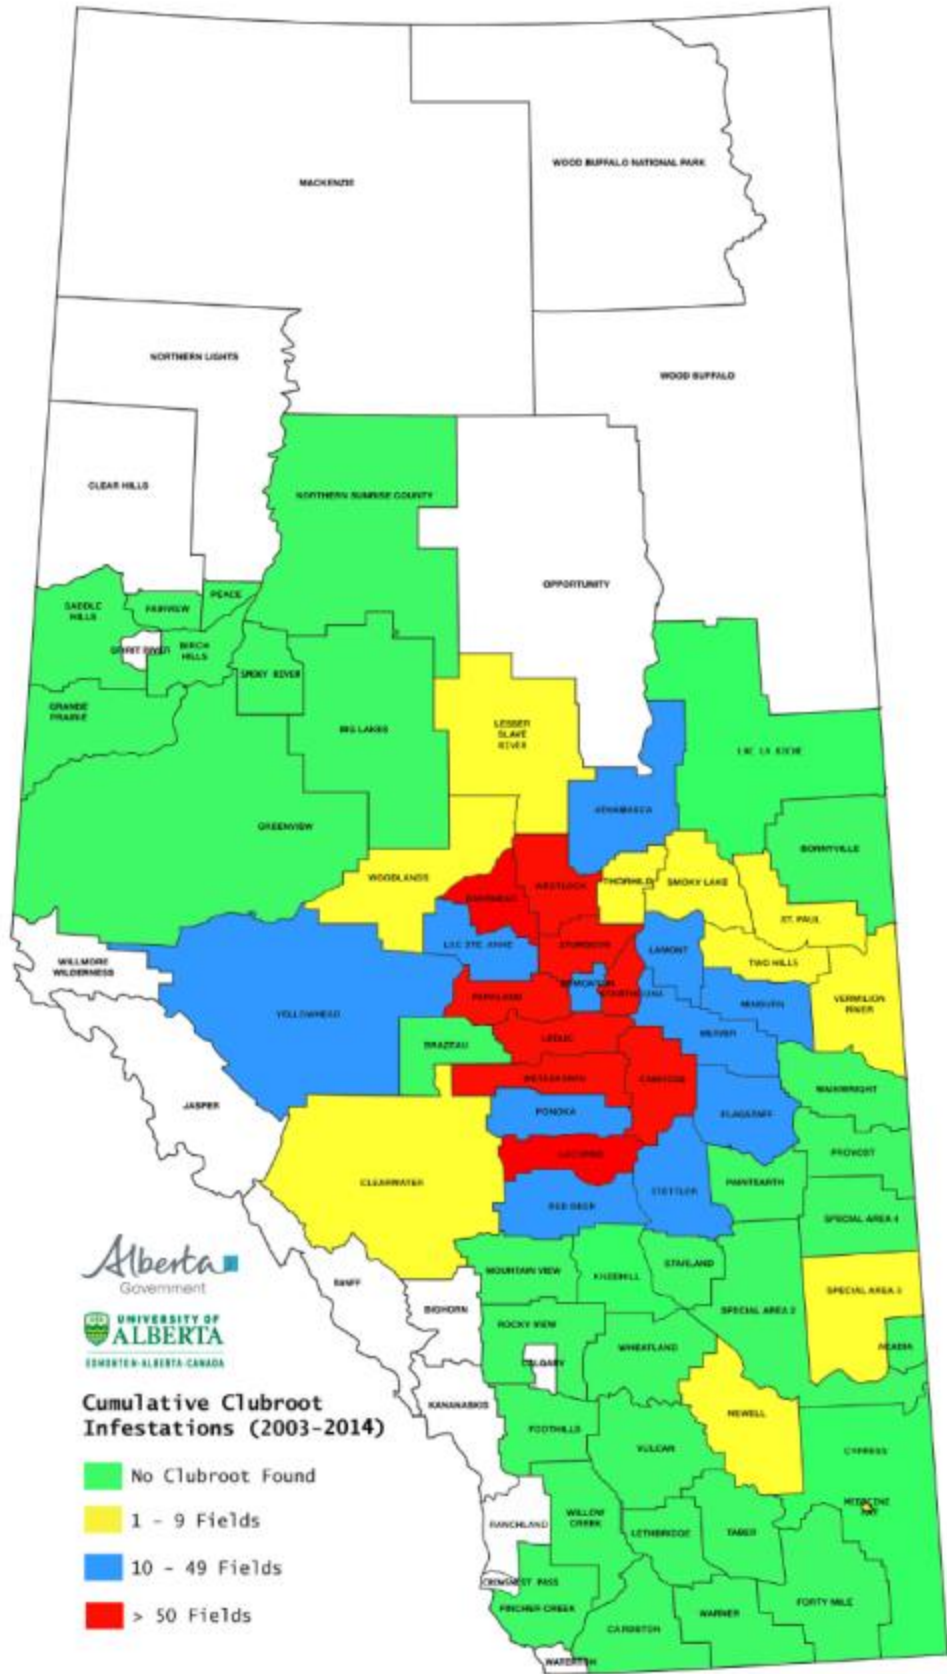 WOOD BUFFALO NATIONAL PARK
MACKENZIE
NORTHERN LIGHTS
WOOD BUFFALO
CLEAR HILLS
NORTHERN SUNRISE COUNTY
OPPORTUNITY
PEACE
SADDLE
HILLS
FAIRVIEW
SPIRIT RIVER
BIRCH
HILLS
SMOKY RIVER
GRANDE
PRAIRIE
BIG LAKES
LESSER
SLAVE
RIVER
LAC LA BICHE
ATHABASCA
GREENVIEW
BONNYVILLE
WOODLANDS
THORHILD
SMOKY LAKE
WESTLOCK
BARRHEAD
ST. PAUL
LAC STE. ANNE
STURGEON
LAMONT
TWO HILLS
WILLMORE
WILDERNESS
EDMONTON
STRATHCONA
PARKLAND
MINBURN
VERMILION
RIVER
YELLOWHEAD
BEAVER
LEDUC
BRAZEAU
WETASKIWIN
CAMROSE
WAINWRIGHT
JASPER
PONOKA
FLAGSTAFF
LACOMBE
PROVOST
CLEARWATER
PAINTEARTH
STETTLER
RED DEER
SPECIAL AREA 4
Alberta
Government
MOUNTAIN VIEW
KNEEHILL
STARLAND
BANFF
SPECIAL AREA 3
BIGHORN
SPECIAL AREA 2
ROCKY VIEW
UNIVERSITY OF
ALBERTA
EDMONTON·ALBERTA·CANADA
WHEATLAND
ACADIA
CALGARY
Cumulative Clubroot
Infestations (2003-2014)
KANANASKIS
NEWELL
FOOTHILLS
VULCAN
CYPRESS
No Clubroot Found
MEDICINE
HAT
1 - 9 Fields
RANCHLAND
WILLOW
CREEK
LETHBRIDGE
TABER
10 - 49 Fields
CROWSNEST PASS
PINCHER CREEK
FORTY MILE
> 50 Fields
WARNER
CARDSTON
WATERTON